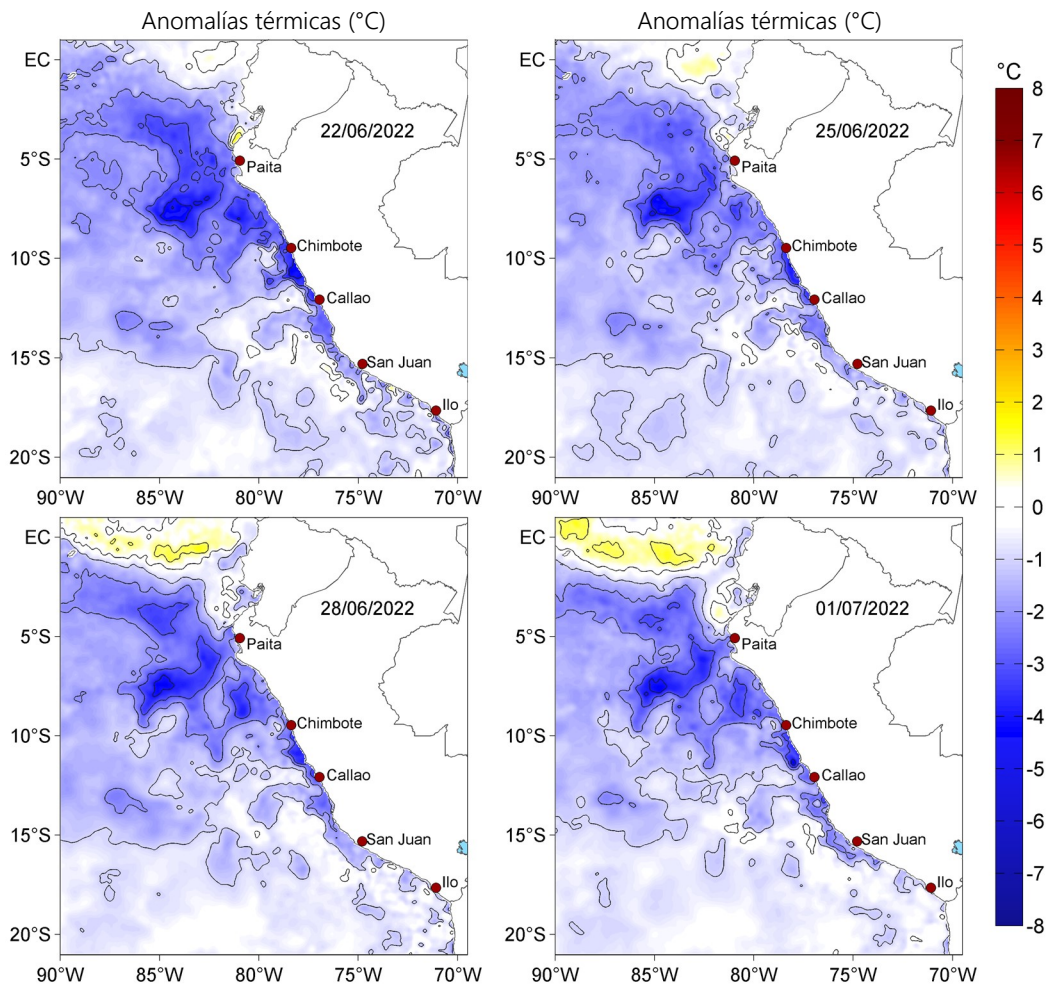 Anomalías térmicas (°C)
Anomalías térmicas (°C)
EC
5°S
10°S
15°S
20°S
22/06/2022
Paita
Chimbote
Callao
San Juan
Ilo
90°W 85°W 80°W 75°W 70°W
25/06/2022
EC
5°S
10°S
15°S
20°S
Paita
Chimbote
Callao
San Juan
Ilo
90°W 85°W 80°W 75°W 70°W
EC
5°S
10°S
15°S
20°S
28/06/2022
Paita
Chimbote
Callao
San Juan
Ilo
90°W 85°W 80°W 75°W 70°W
EC
5°S
10°S
15°S
20°S
01/07/2022
Paita
Chimbote
Callao
San Juan
Ilo
90°W 85°W 80°W 75°W 70°W
°C
8
7
6
5
4
3
2
1
0
-1
-2
-3
-4
-5
-6
-7
-8